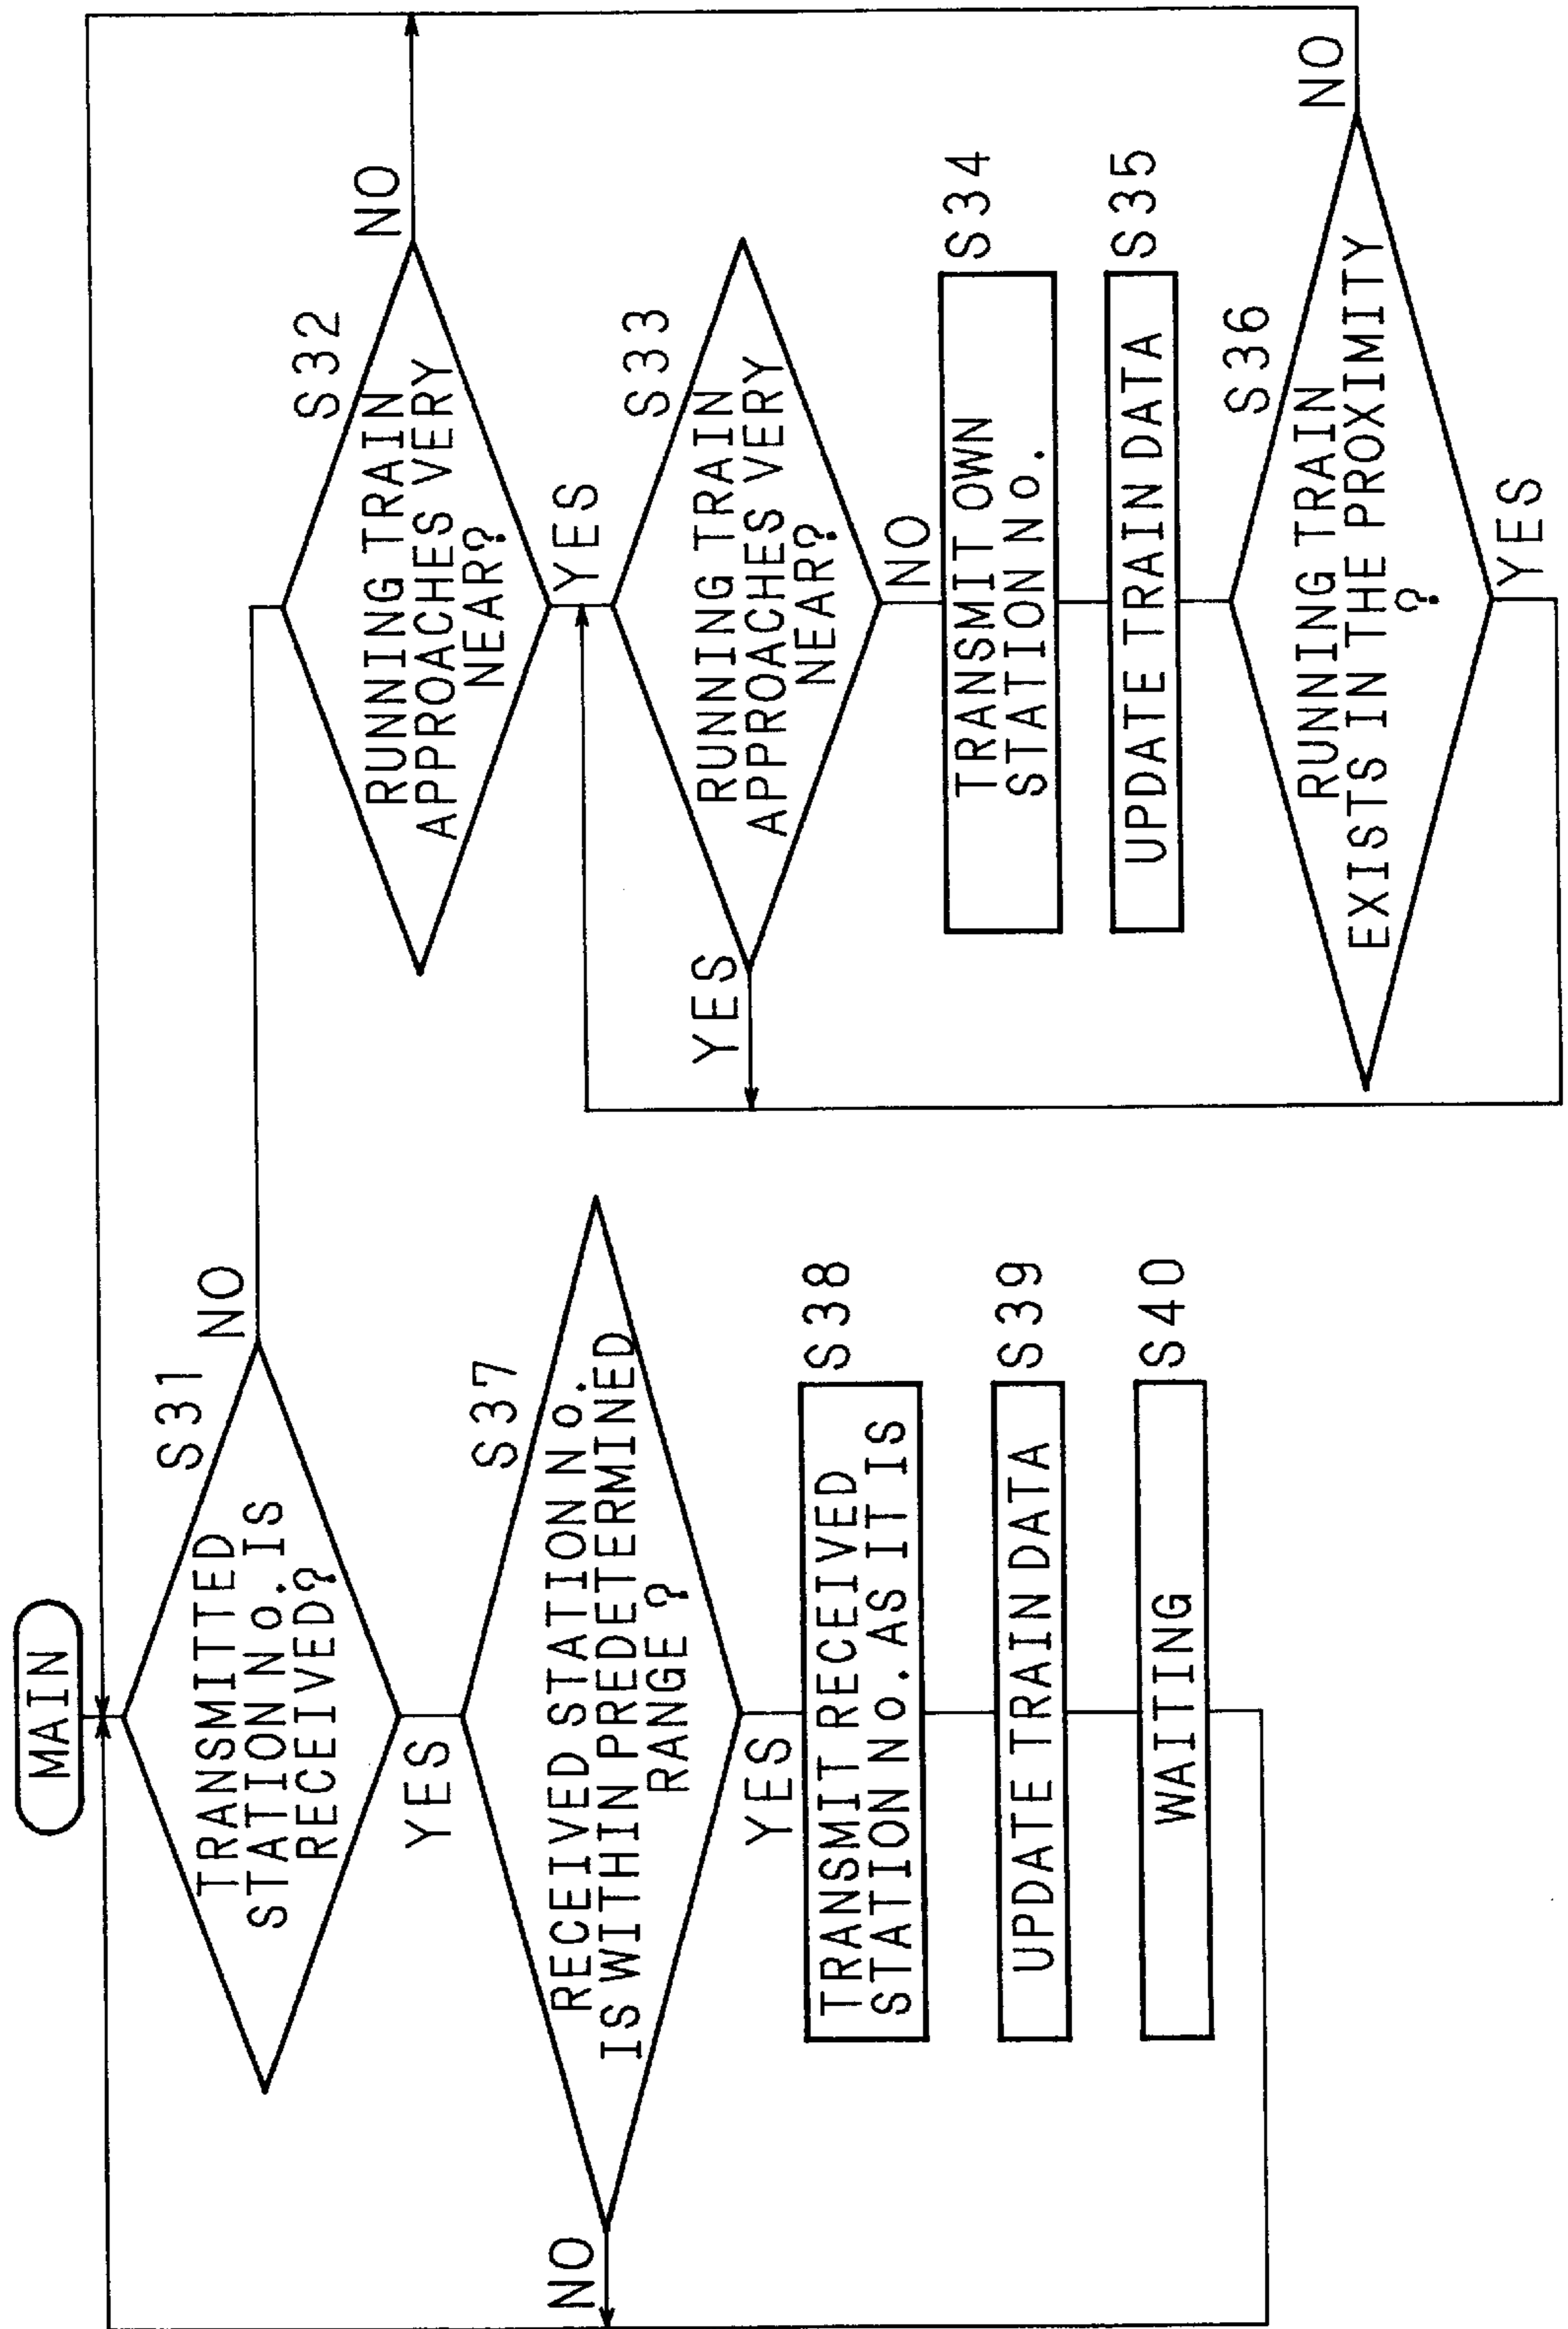 MAIN
S31
TRANSMITTED
STATION No. IS
RECEIVED?
NO
YES
S37
RECEIVED STATION No.
IS WITHIN PREDETERMINED
RANGE ?
NO
YES
S38
TRANSMIT RECEIVED
STATION No. AS IT IS
S39
UPDATE TRAIN DATA
S40
WAITING
S32
RUNNING TRAIN
APPROACHES VERY
NEAR?
NO
YES
S33
RUNNING TRAIN
APPROACHES VERY
NEAR?
YES
NO
S34
TRANSMIT OWN
STATION No.
S35
UPDATE TRAIN DATA
S36
RUNNING TRAIN
EXISTS IN THE PROXIMITY
?
NO
YES